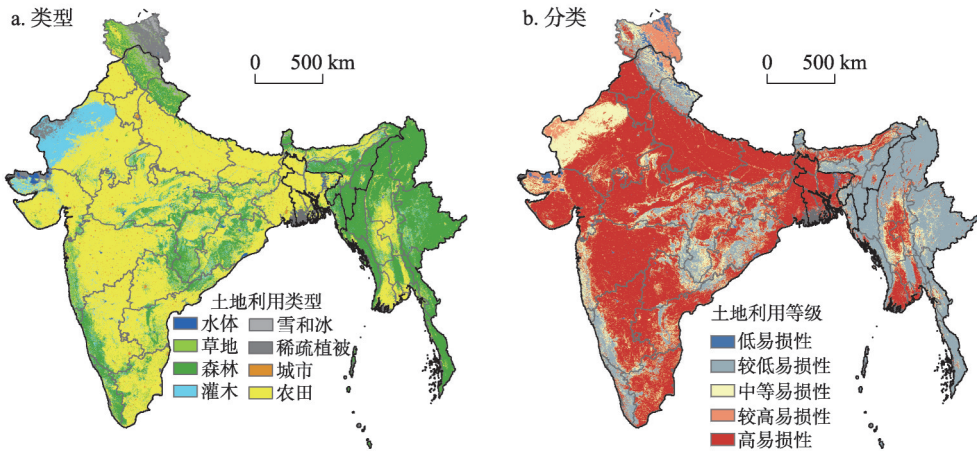 a. 类型
0 500 km
土地利用类型
水体 雪和冰
草地 稀疏植被
森林 城市
灌木 农田
b. 分类
0 500 km
土地利用等级
低易损性
较低易损性
中等易损性
较高易损性
高易损性